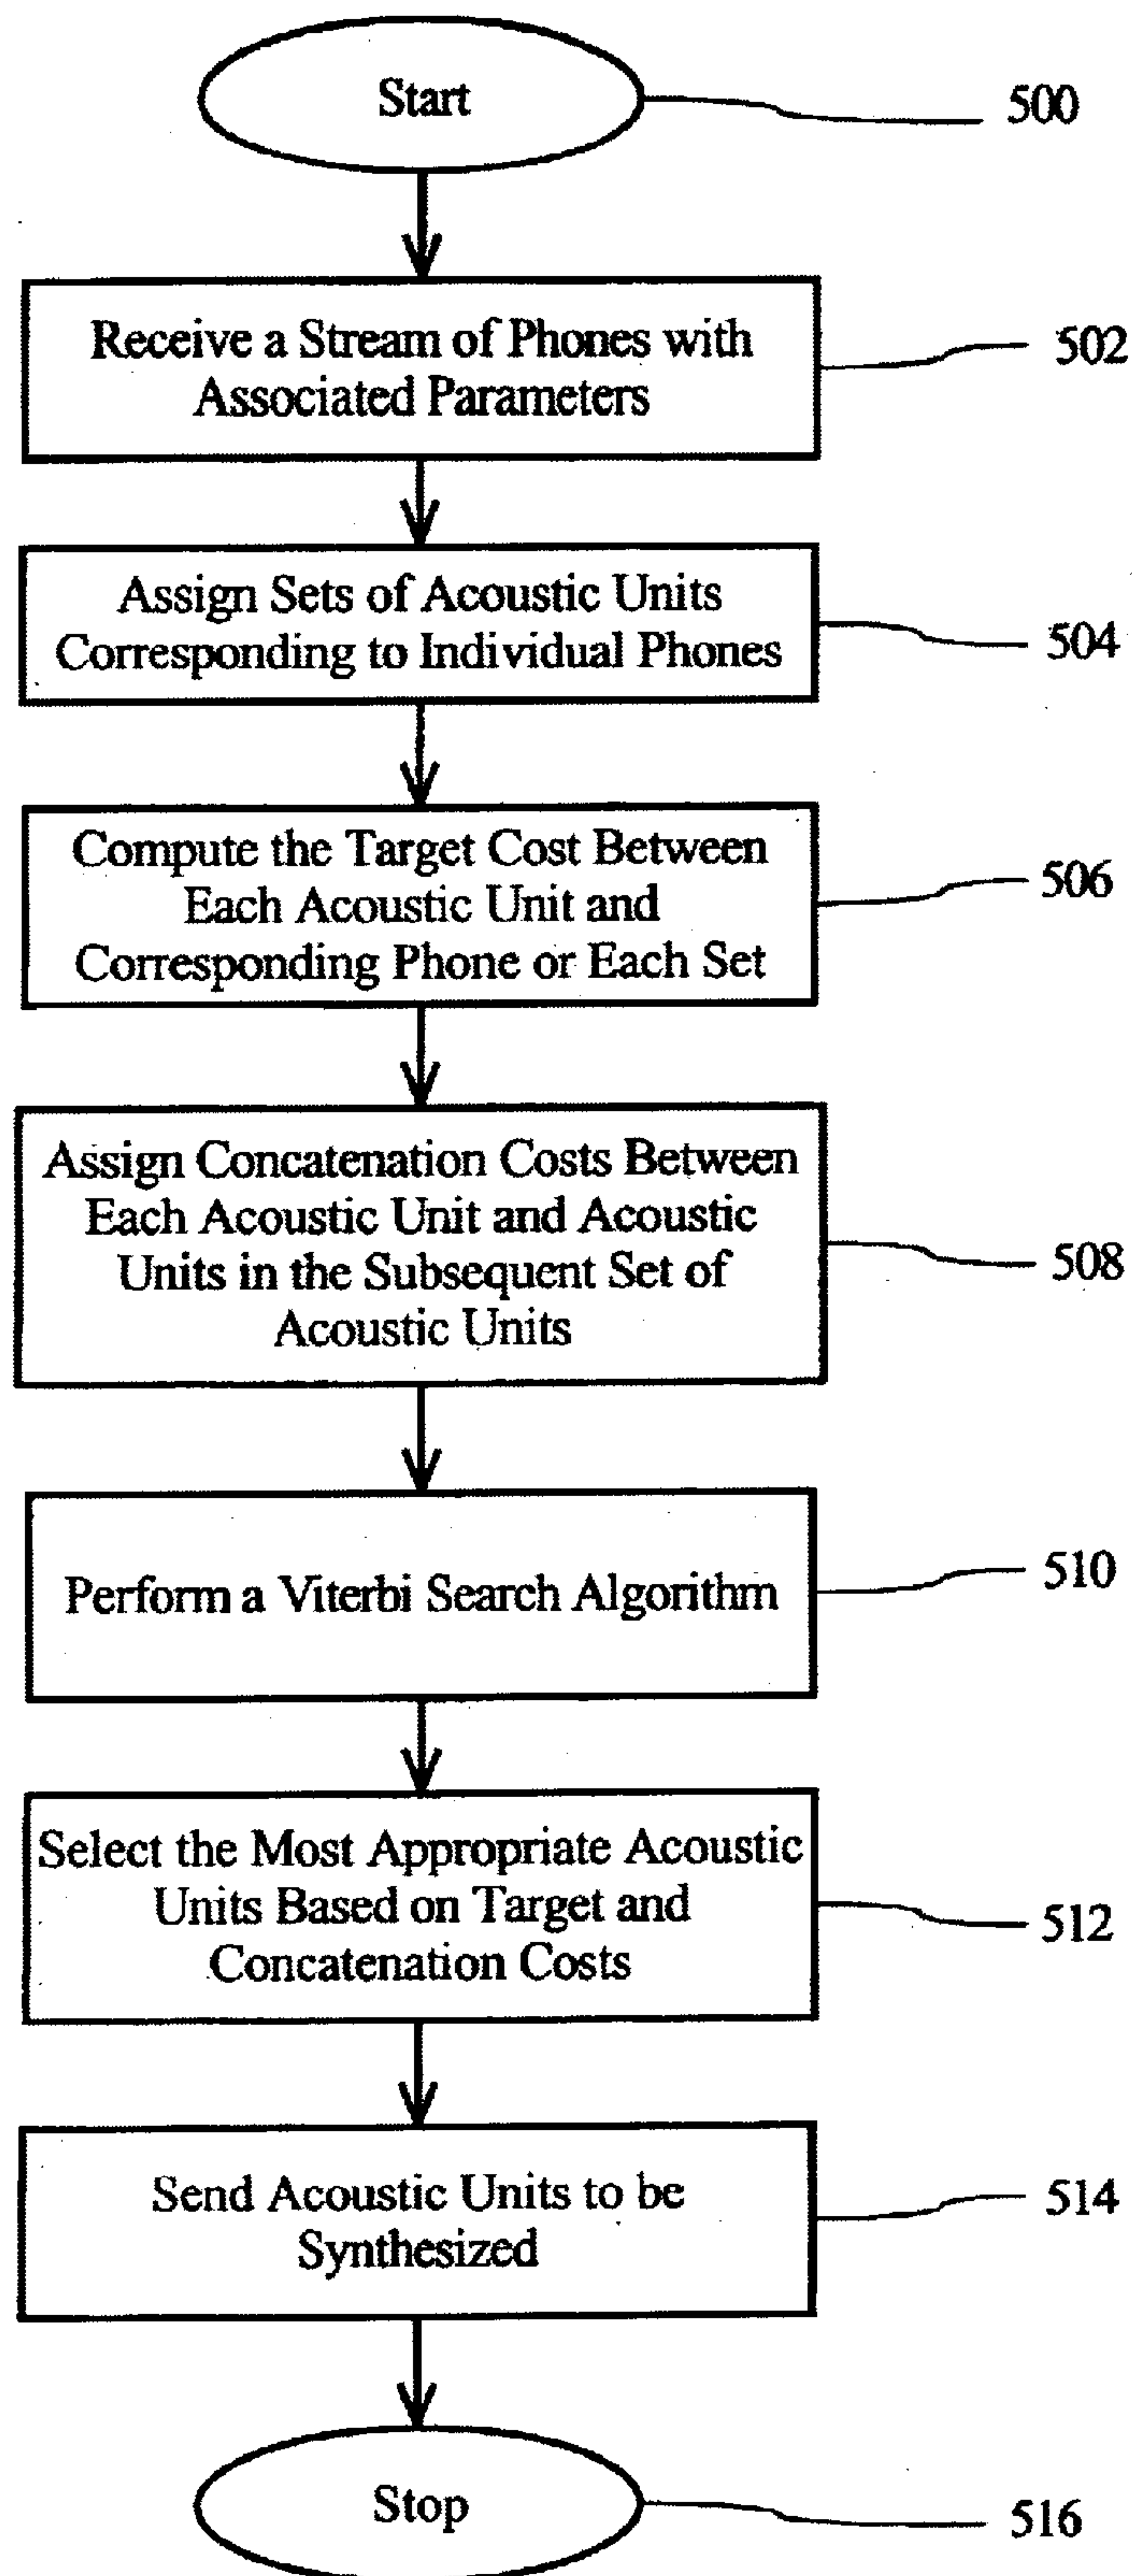 Start
500
Receive a Stream of Phones with
Associated Parameters
502
Assign Sets of Acoustic Units
Corresponding to Individual Phones
504
Compute the Target Cost Between
Each Acoustic Unit and
Corresponding Phone or Each Set
506
Assign Concatenation Costs Between
Each Acoustic Unit and Acoustic
Units in the Subsequent Set of
Acoustic Units
508
Perform a Viterbi Search Algorithm
510
Select the Most Appropriate Acoustic
Units Based on Target and
Concatenation Costs
512
Send Acoustic Units to be
Synthesized
514
Stop
516